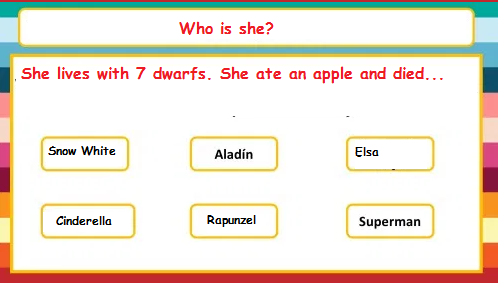 Who is she?
She lives with 7 dwarfs. She ate an apple and died...
Snow White
Aladín
Elsa
Cinderella
Rapunzel
Superman